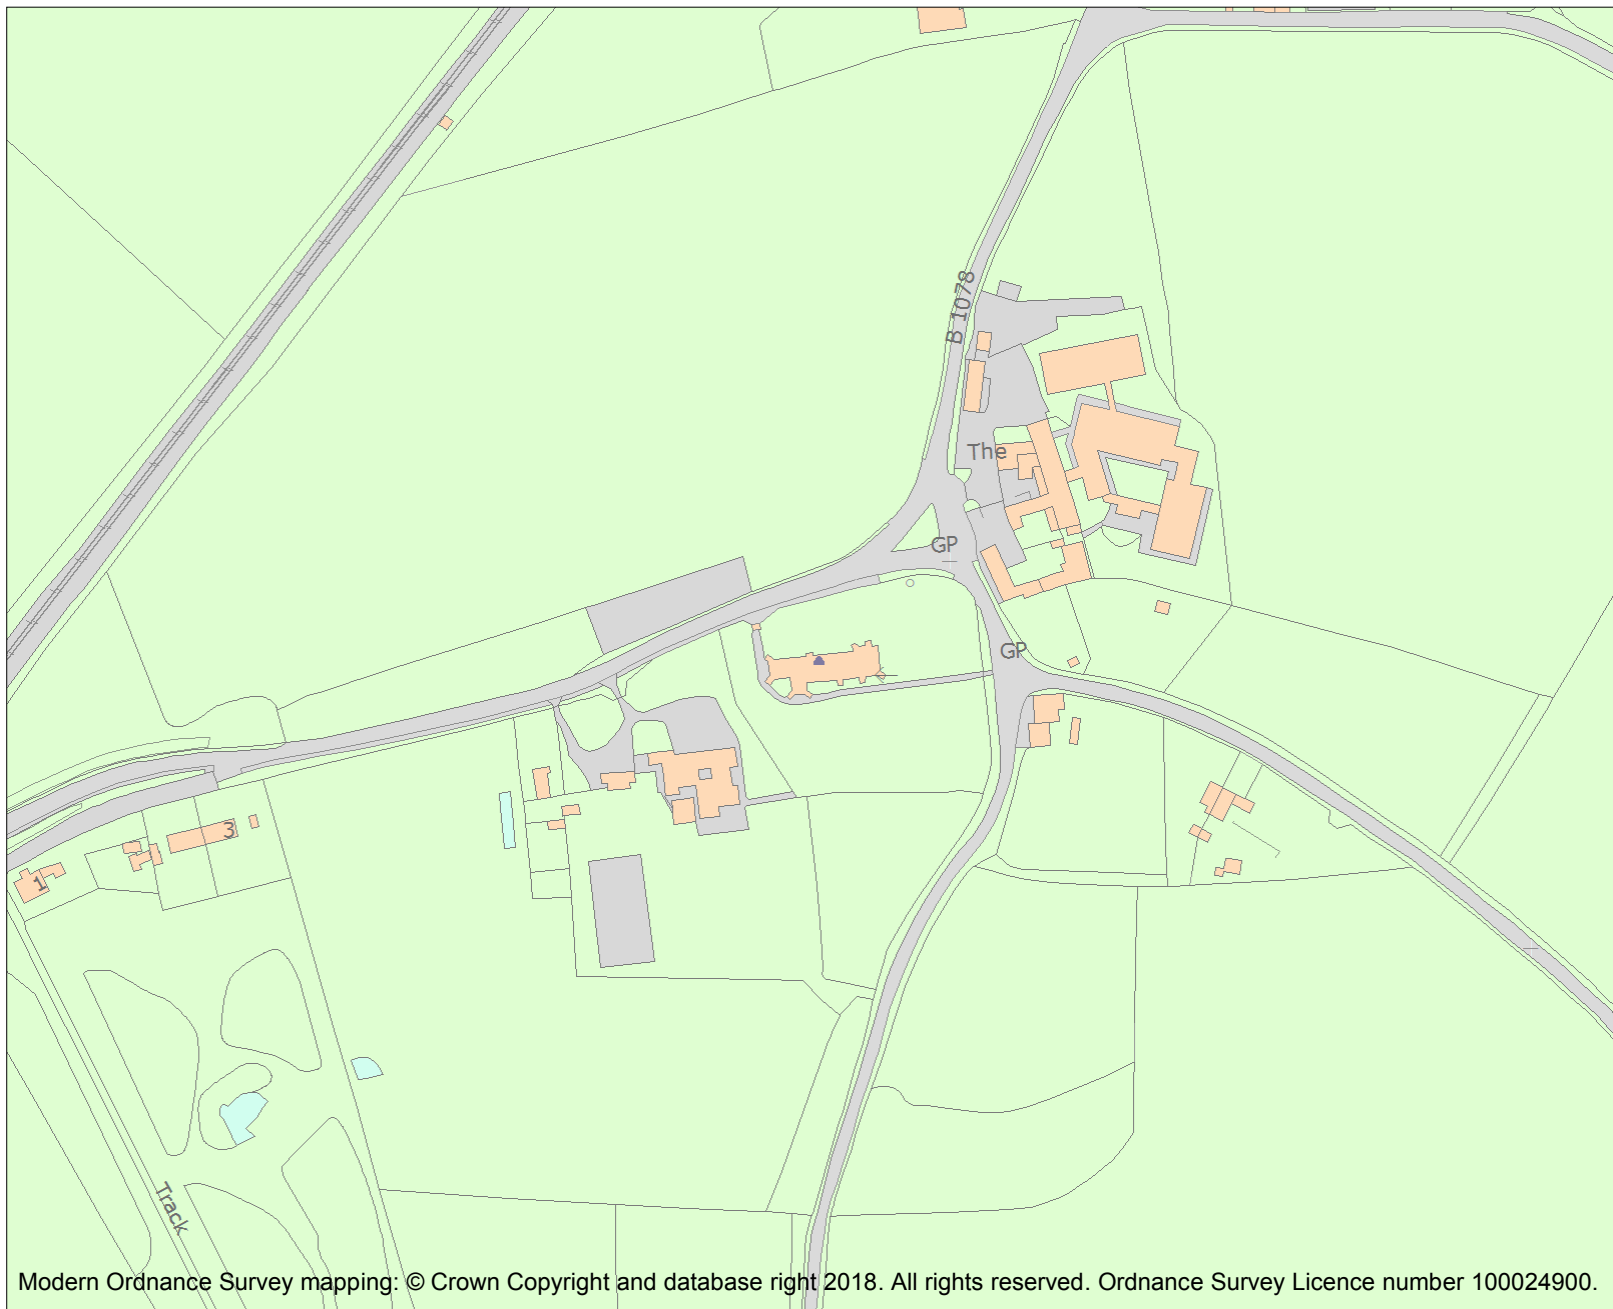 B 1078
The
GP
GP
3
1
Track
Modern Ordnance Survey mapping: © Crown Copyright and database right 2018. All rights reserved. Ordnance Survey Licence number 100024900.